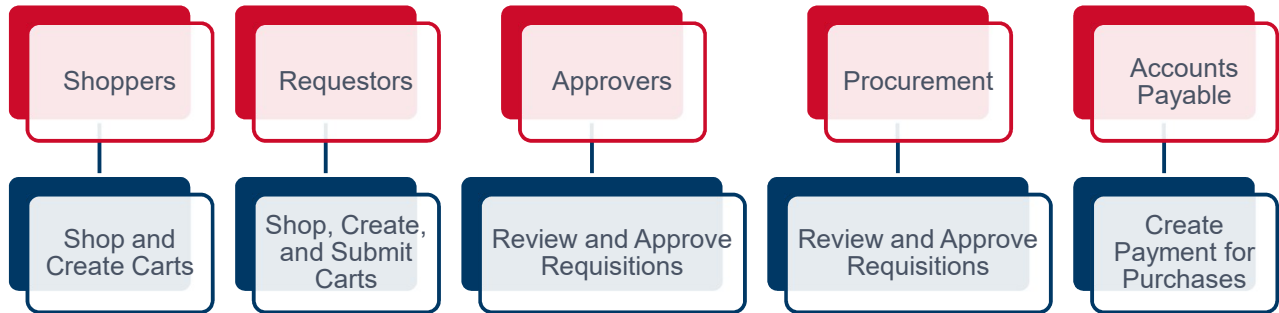 Shoppers
Requestors
Approvers
Procurement
Accounts
Payable
Shop and
Create Carts
Shop, Create,
and Submit
Carts
Review and Approve
Requisitions
Review and Approve
Requisitions
Create
Payment for
Purchases